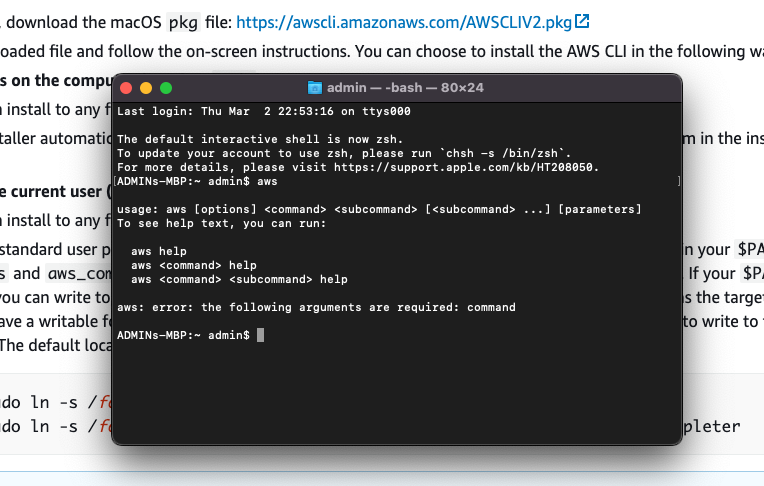 , download the macOS pkg file: https://awscli.amazonaws.com/AWSCLIV2.pkg
oaded file and follow the on-screen instructions. You can choose to install the AWS CLI in the following wa
s on the compu
admin — -bash — 80×24
n install to any f
Last login: Thu Mar  2 22:53:16 on ttys000
taller automatic
m in the ins
The default interactive shell is now zsh.
To update your account to use zsh, please run `chsh -s /bin/zsh`.
For more details, please visit https://support.apple.com/kb/HT208050.
e current user (
[ADMINs-MBP:~ admin$ aws ]
n install to any f
usage: aws [options] <command> <subcommand> [<subcommand> ...] [parameters]
To see help text, you can run:
standard user p
in your $PA
aws help
s and aws_com
. If your $PA
aws <command> help
aws <command> <subcommand> help
you can write to
as the target
aws: error: the following arguments are required: command
ave a writable fo
to write to t
ADMINs-MBP:~ admin$
The default loca
do ln -s /fo
do ln -s /fo
pleter